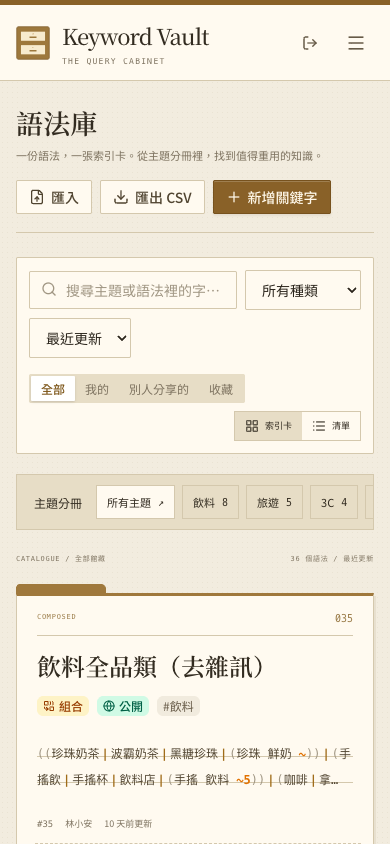 Keyword Vault
THE QUERY CABINET
語法庫
一份語法，一張索引卡。從主題分冊裡，找到值得重用的知識。
匯入
匯出 CSV
新增關鍵字
搜尋主題或語法裡的字…
所有種類
最近更新
全部 我的 別人分享的 收藏
索引卡 清單
主題分冊 所有主題 ↗ 飲料 8 旅遊 5 3C 4
CATALOGUE / 全部館藏 36 個語法 / 最近更新
COMPOSED 035
飲料全品類（去雜訊）
組合 公開 #飲料
((珍珠奶茶|波霸奶茶|黑糖珍珠|(珍珠 鮮奶 ~))|(手
搖飲|手搖杯|飲料店|(手搖 飲料 ~5))|(咖啡|拿…
#35 林小安 10 天前更新